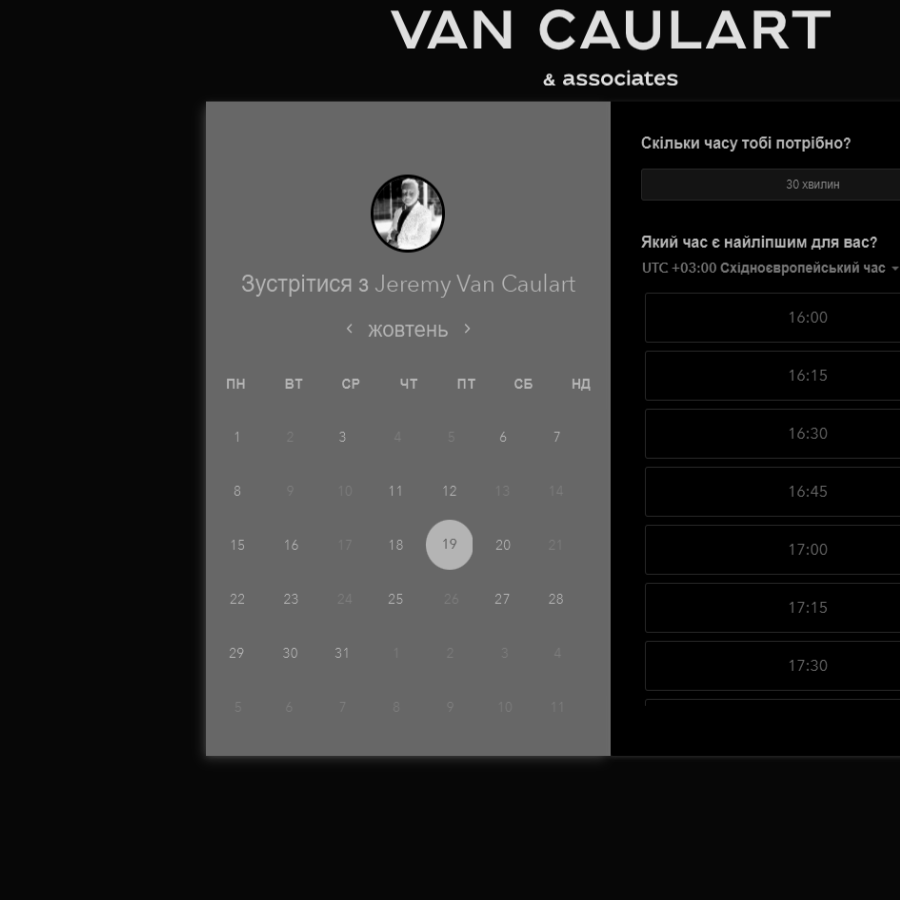 VAN CAULART
& associates
Зустрітися з Jeremy Van Caulart
жовтень
ПН ВТ СР ЧТ ПТ СБ НД
1 2 3 4 5 6 7
8 9 10 11 12 13 14
15 16 17 18 19 20 21
22 23 24 25 26 27 28
29 30 31 1 2 3 4
5 6 7 8 9 10 11
Скільки часу тобі потрібно?
30 хвилин
Який час є найліпшим для вас?
UTC +03:00 Східноєвропейський час
16:00
16:15
16:30
16:45
17:00
17:15
17:30